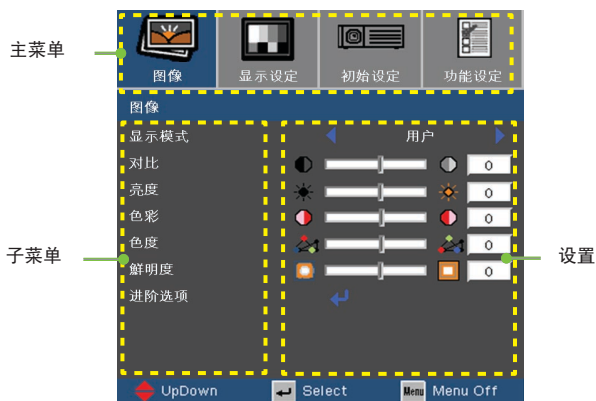 主菜单
图像 显示设定 初始设定 功能设定
图像
显示模式 用户
对比 0
亮度 0
色彩 0
色度 0
子菜单
设置
鮮明度 0
进阶选项
UpDown Select Menu Menu Off